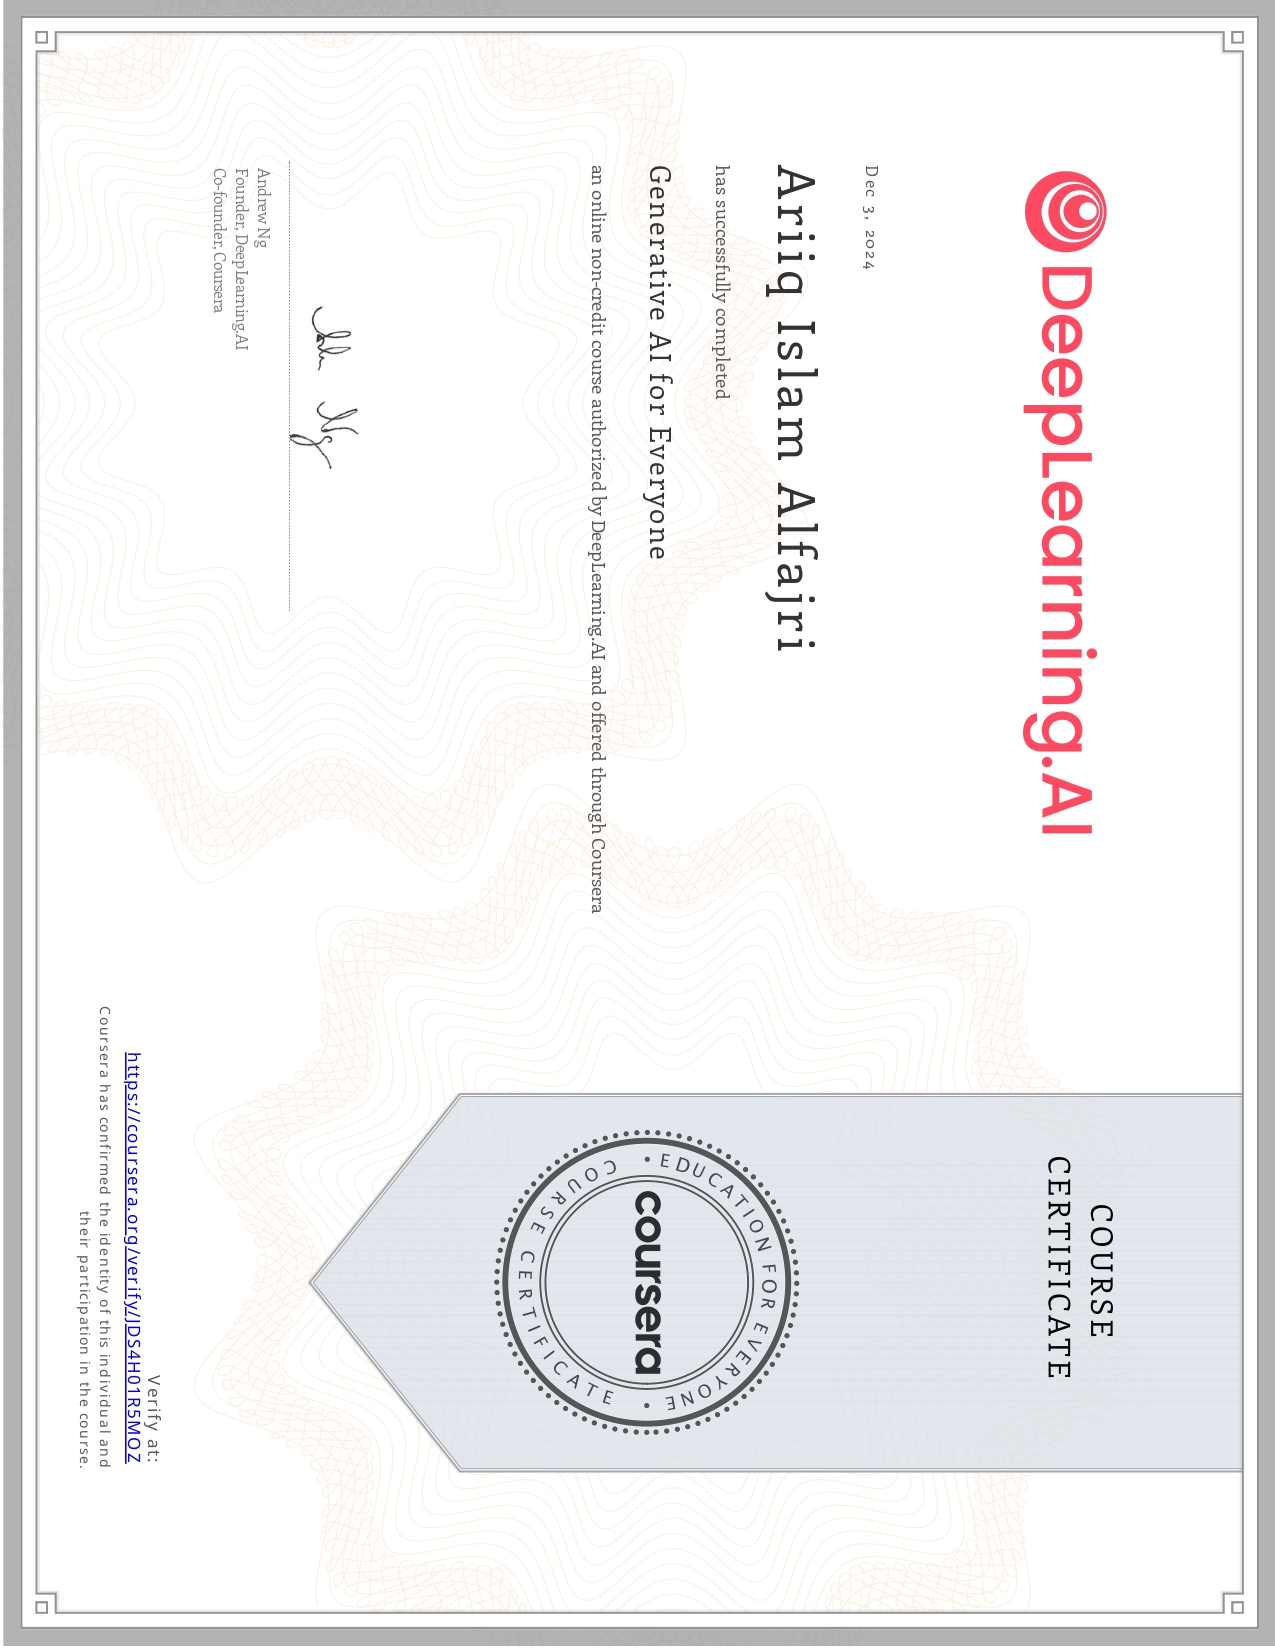 DeepLearning.AI
COURSE
CERTIFICATE
Dec 3, 2024
Ariiq Islam Alfajri
has successfully completed
Generative AI for Everyone
an online non-credit course authorized by DeepLearning.AI and offered through Coursera
EDUCATION FOR EVERYONE
coursera
COURSE CERTIFICATE
Andrew Ng
Founder, DeepLearning.AI
Co-founder, Coursera
Verify at:
https://coursera.org/verify/JDS4H01R5MOZ
Coursera has confirmed the identity of this individual and
their participation in the course.